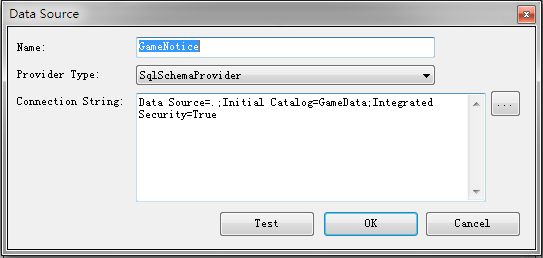 Data Source
Name:
GameNotice
Provider Type:
SqlSchemaProvider
Connection String:
Data Source=.;Initial Catalog=GameData;Integrated
Security=True
...
Test
OK
Cancel